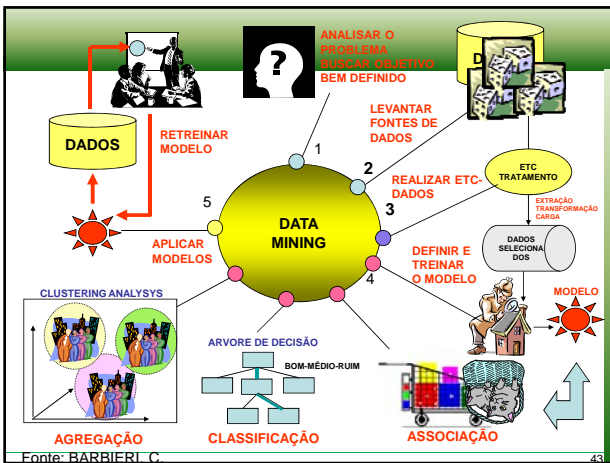 ANALISAR O
PROBLEMA
BUSCAR OBJETIVO
BEM DEFINIDO
?
D
LEVANTAR
FONTES DE
DADOS
RETREINAR
MODELO
DADOS
1
2
REALIZAR ETC-
DADOS
ETC
TRATAMENTO
3
EXTRAÇÃO
TRANSFORMAÇÃO
CARGA
5
DATA
MINING
APLICAR
MODELOS
DADOS
SELECIONA
DOS
DEFINIR E
TREINAR
O MODELO
4
MODELO
CLUSTERING ANALYSYS
ARVORE DE DECISÃO
BOM-MÉDIO-RUIM
AGREGAÇÃO
CLASSIFICAÇÃO
ASSOCIAÇÃO
Fonte: BARBIERI, C.
43